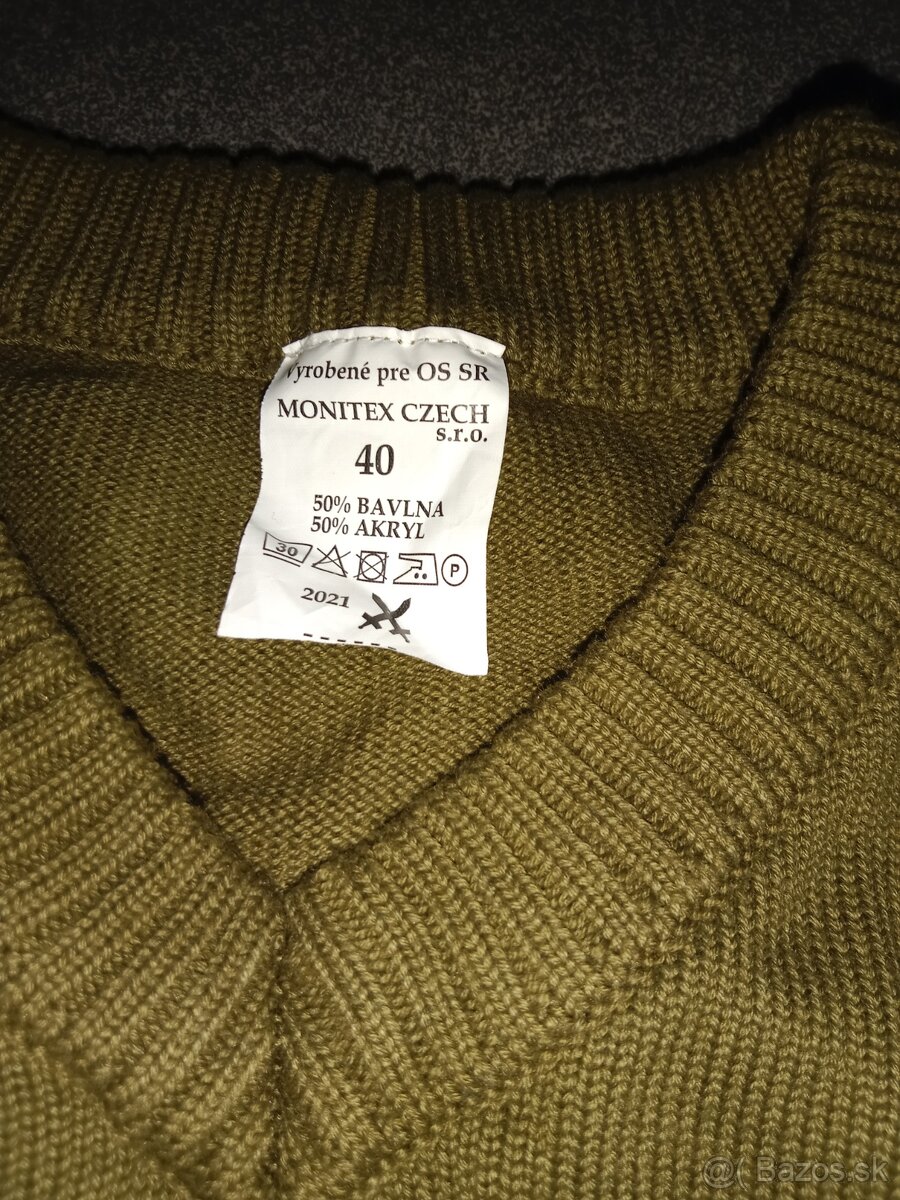 Vyrobené pre OS SR
MONITEX CZECH
s.r.o.
40
50% BAVLNA
50% AKRYL
30 P
2021
@( Bazos.sk